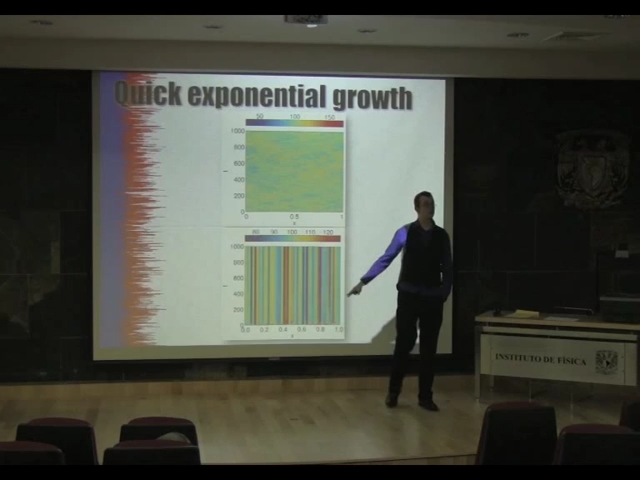 Quick exponential growth
50 100 150
1000
800
600
400
200
0
0 0.5 1
x
80 90 100 110 120
1000
800
600
400
200
0
0.0 0.2 0.4 0.6 0.8 1.0
x
INSTITUTO DE FÍSICA